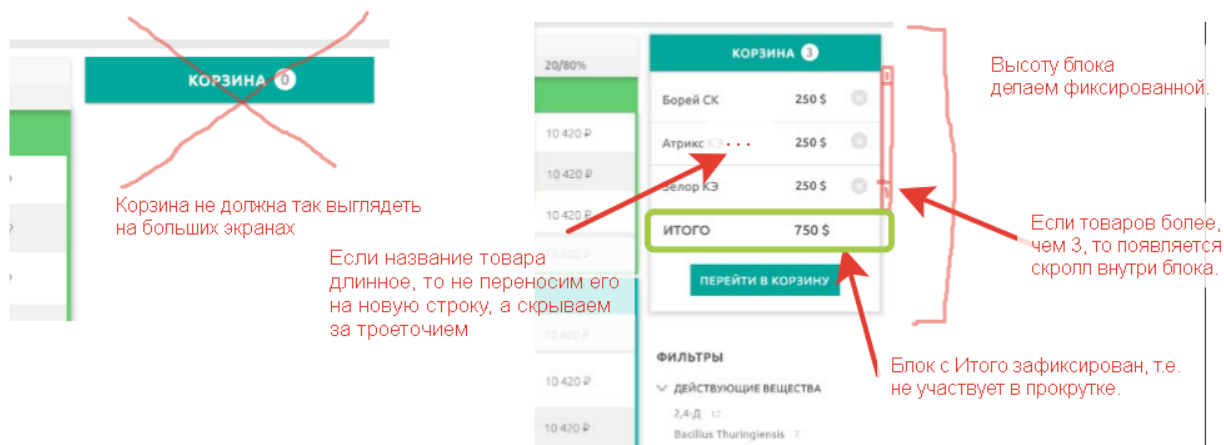 КОРЗИНА 0
Корзина не должна так выглядеть
на больших экранах
20/80%
10 420 ₽
10 420 ₽
10 420 ₽
10 420 ₽
10 420 ₽
10 420 ₽
10 420 ₽
КОРЗИНА 3
Борей СК 250 $
Атрикс КЭ ... 250 $
Зелор КЭ 250 $
ИТОГО 750 $
ПЕРЕЙТИ В КОРЗИНУ
ФИЛЬТРЫ
ДЕЙСТВУЮЩИЕ ВЕЩЕСТВА
2,4-Д 12
Bacillus Thuringiensis 7
Если название товара
длинное, то не переносим его
на новую строку, а скрываем
за троеточием
Высоту блока
делаем фиксированной.
Если товаров более,
чем 3, то появляется
скролл внутри блока.
Блок с Итого зафиксирован, т.е.
не участвует в прокрутке.